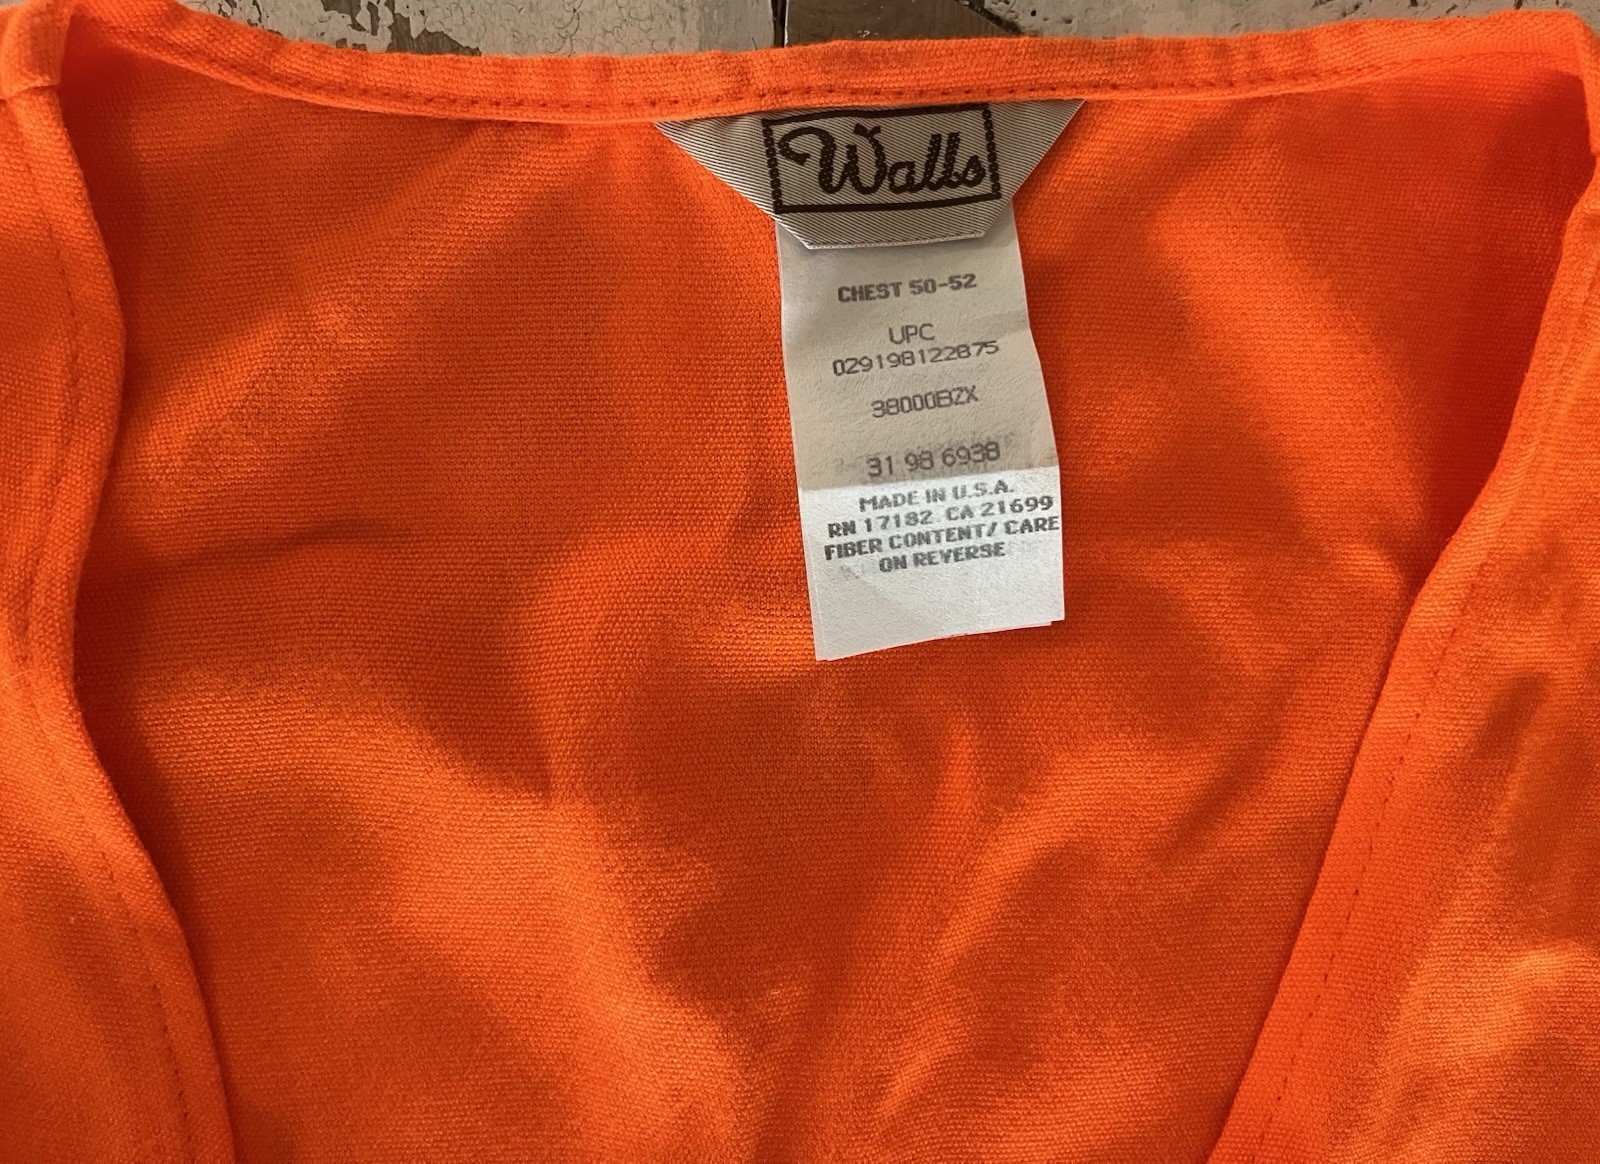 Walls
CHEST 50-52
UPC
029198122875
38000BZX
31 98 6938
MADE IN U.S.A.
RN 17182 CA 21699
FIBER CONTENT/ CARE
ON REVERSE